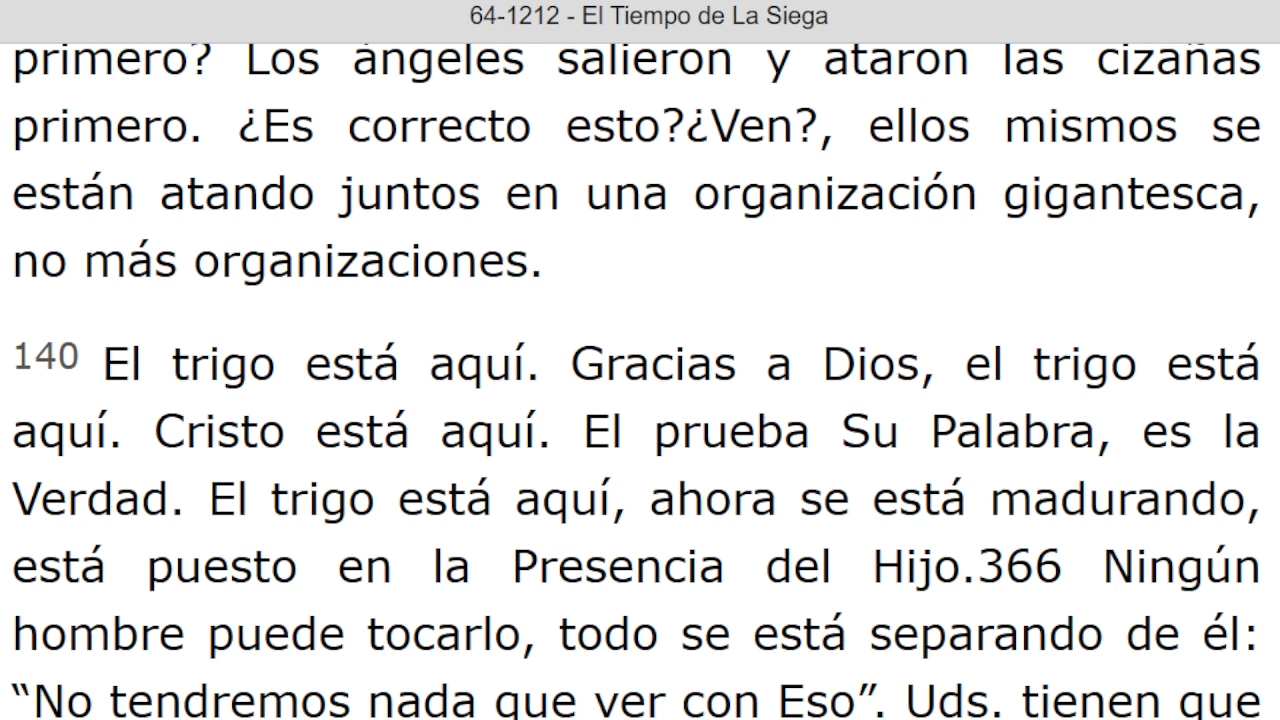 64-1212 - El Tiempo de La Siega
primero? Los ángeles salieron y ataron las cizañas
primero. ¿Es correcto esto?¿Ven?, ellos mismos se
están atando juntos en una organización gigantesca,
no más organizaciones.
140 El trigo está aquí. Gracias a Dios, el trigo está
aquí. Cristo está aquí. El prueba Su Palabra, es la
Verdad. El trigo está aquí, ahora se está madurando,
está puesto en la Presencia del Hijo.366 Ningún
hombre puede tocarlo, todo se está separando de él:
“No tendremos nada que ver con Eso”. Uds. tienen que